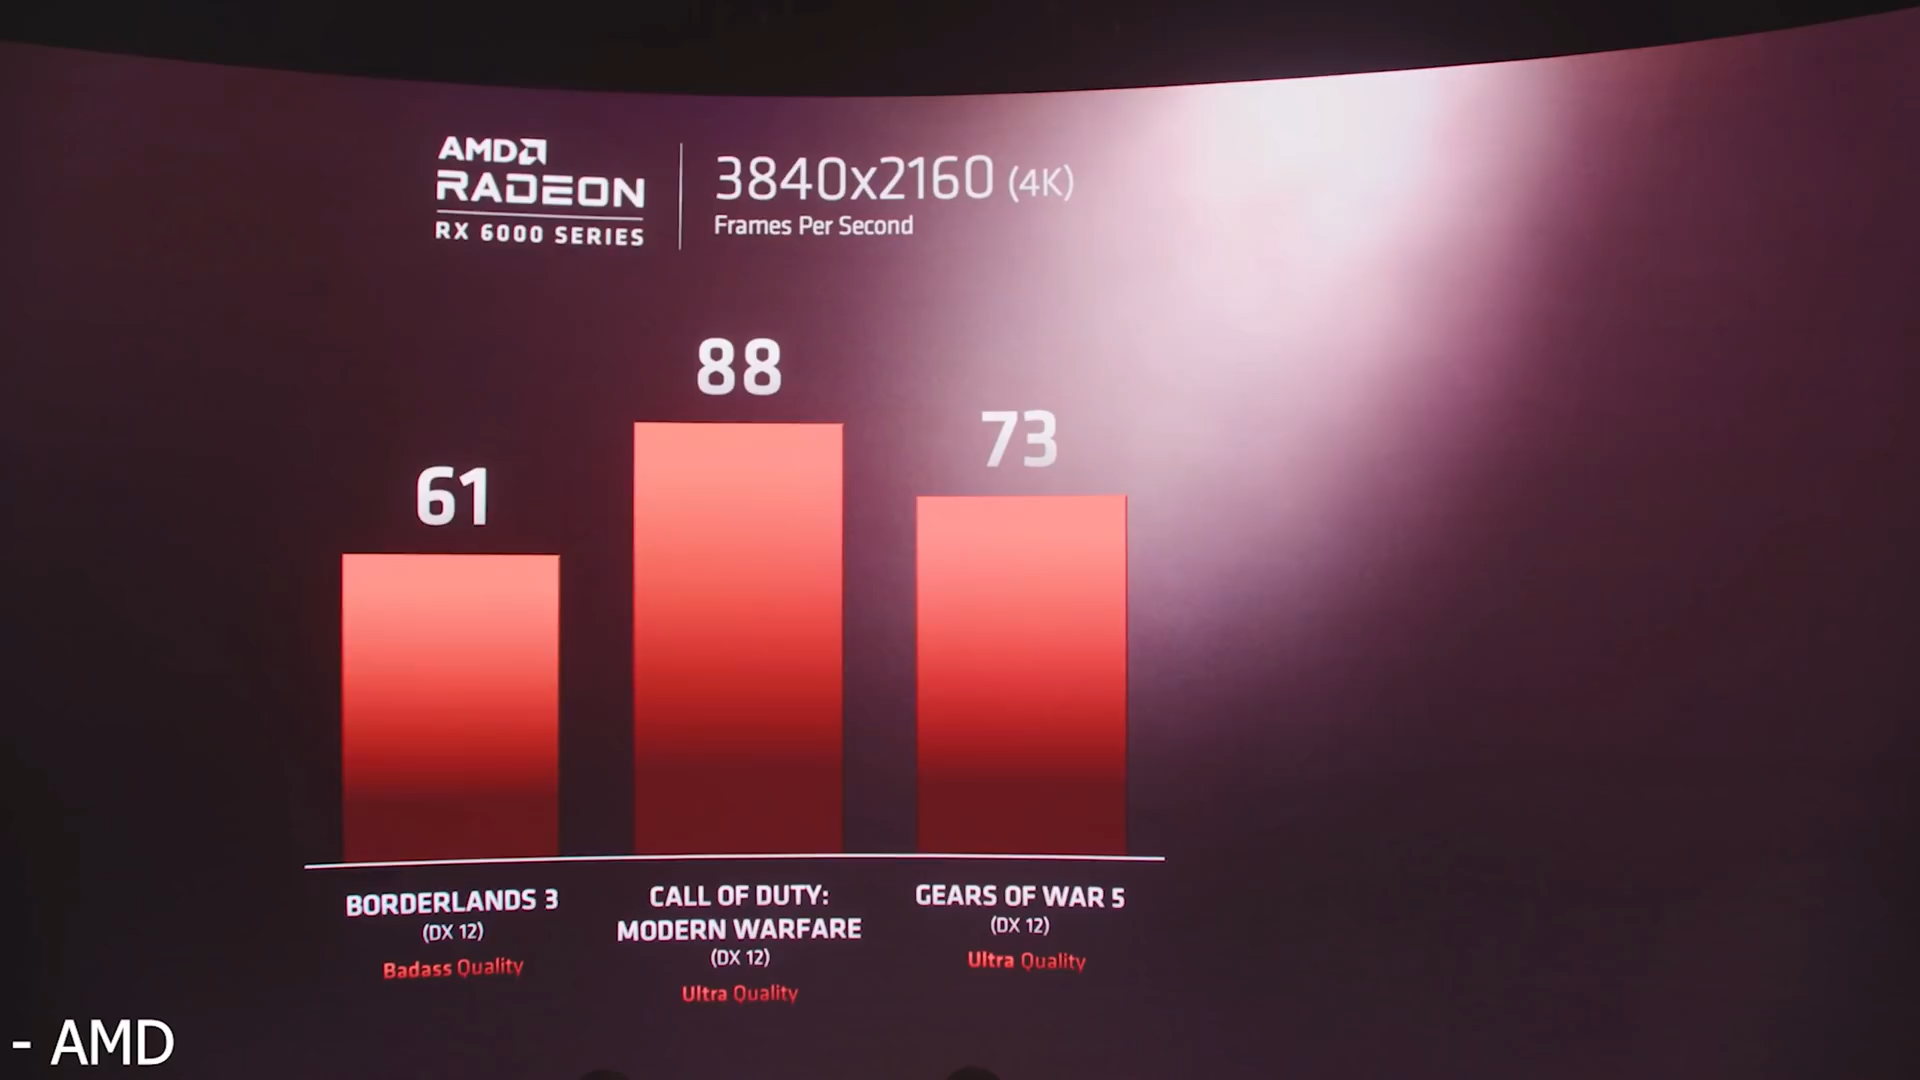 AMD
RADEON
RX 6000 SERIES
3840x2160 (4K)
Frames Per Second
61
88
73
BORDERLANDS 3
(DX 12)
Badass Quality
CALL OF DUTY:
MODERN WARFARE
(DX 12)
Ultra Quality
GEARS OF WAR 5
(DX 12)
Ultra Quality
- AMD